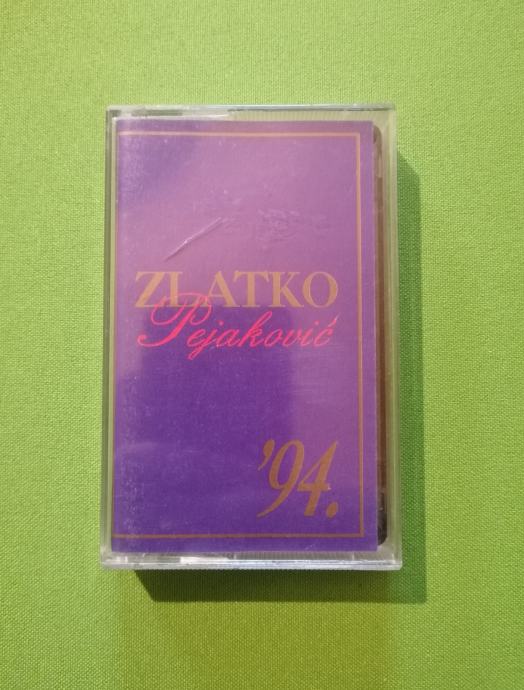 ZLATKO
Pejaković
'94.